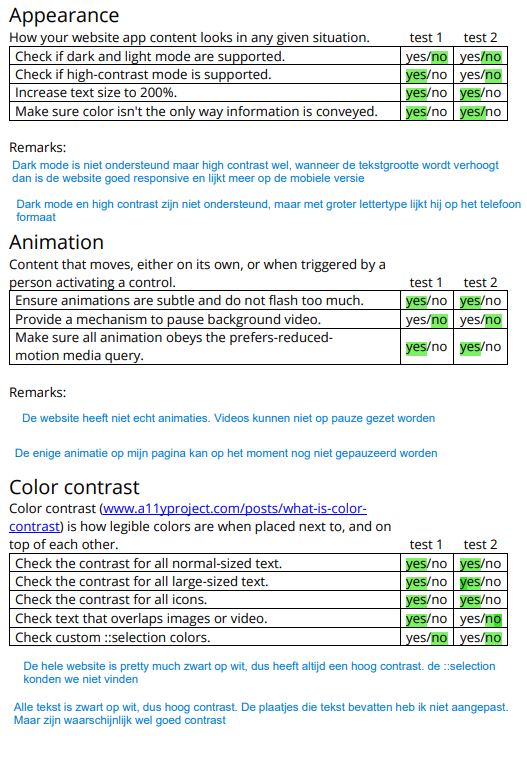 Appearance
How your website app content looks in any given situation. test 1 test 2
Check if dark and light mode are supported. yes/no yes/no
Check if high-contrast mode is supported. yes/no yes/no
Increase text size to 200%. yes/no yes/no
Make sure color isn't the only way information is conveyed. yes/no yes/no
Remarks:
Dark mode is niet ondersteund maar high contrast wel, wanneer de tekstgrootte wordt verhoogt
dan is de website goed responsive en lijkt meer op de mobiele versie
Dark mode en high contrast zijn niet ondersteund, maar met groter lettertype lijkt hij op het telefoon
formaat
Animation
Content that moves, either on its own, or when triggered by a
person activating a control. test 1 test 2
Ensure animations are subtle and do not flash too much. yes/no yes/no
Provide a mechanism to pause background video. yes/no yes/no
Make sure all animation obeys the prefers-reduced-
motion media query. yes/no yes/no
Remarks:
De website heeft niet echt animaties. Videos kunnen niet op pauze gezet worden
De enige animatie op mijn pagina kan op het moment nog niet gepauzeerd worden
Color contrast
Color contrast (www.a11yproject.com/posts/what-is-color-
contrast) is how legible colors are when placed next to, and on
top of each other. test 1 test 2
Check the contrast for all normal-sized text. yes/no yes/no
Check the contrast for all large-sized text. yes/no yes/no
Check the contrast for all icons. yes/no yes/no
Check text that overlaps images or video. yes/no yes/no
Check custom ::selection colors. yes/no yes/no
De hele website is pretty much zwart op wit, dus heeft altijd een hoog contrast. de ::selection
konden we niet vinden
Alle tekst is zwart op wit, dus hoog contrast. De plaatjes die tekst bevatten heb ik niet aangepast.
Maar zijn waarschijnlijk wel goed contrast